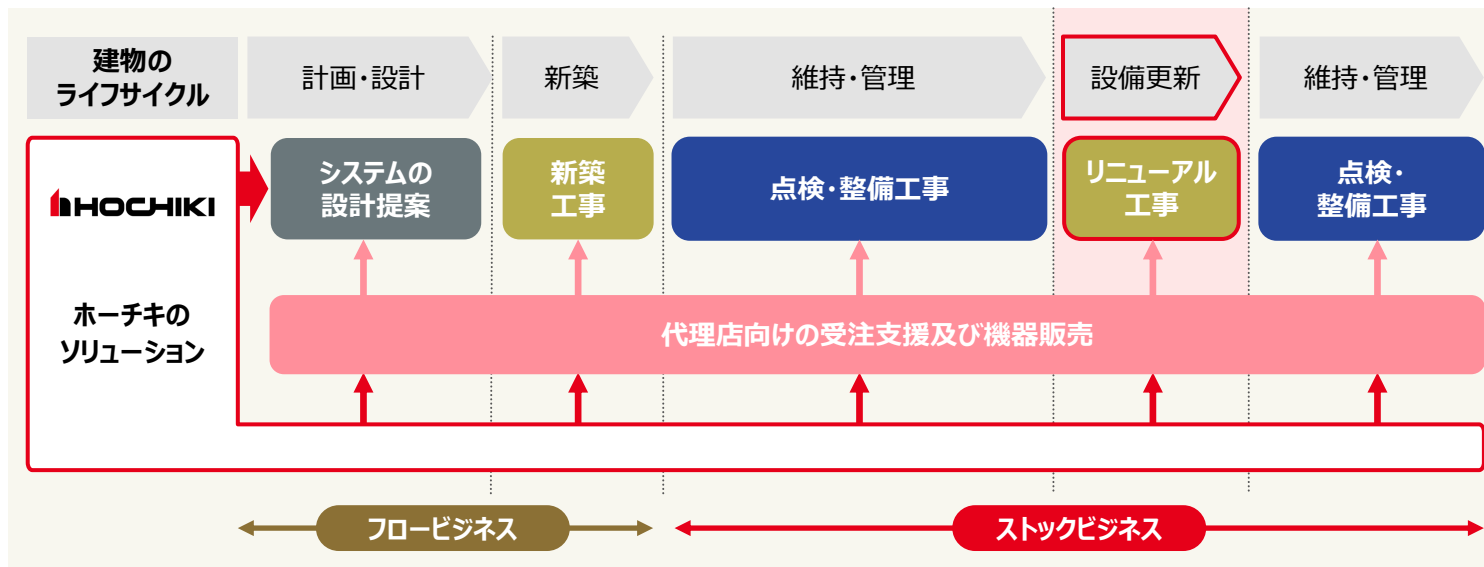 建物の
ライフサイクル
計画・設計
新築
維持・管理
設備更新
維持・管理
HOCHIKI
システムの
設計提案
新築
工事
点検・整備工事
リニューアル
工事
点検・
整備工事
ホーチキの
ソリューション
代理店向けの受注支援及び機器販売
フロービジネス
ストックビジネス